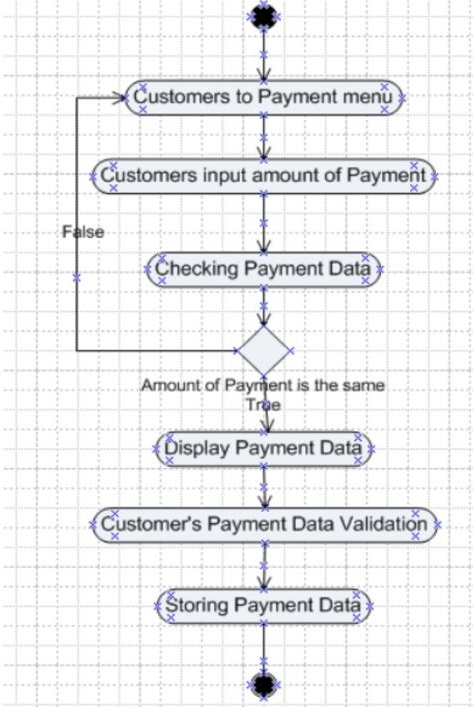 Customers to Payment menu
Customers input amount of Payment
False
Checking Payment Data
Amount of Payment is the same
True
Display Payment Data
Customer's Payment Data Validation
Storing Payment Data